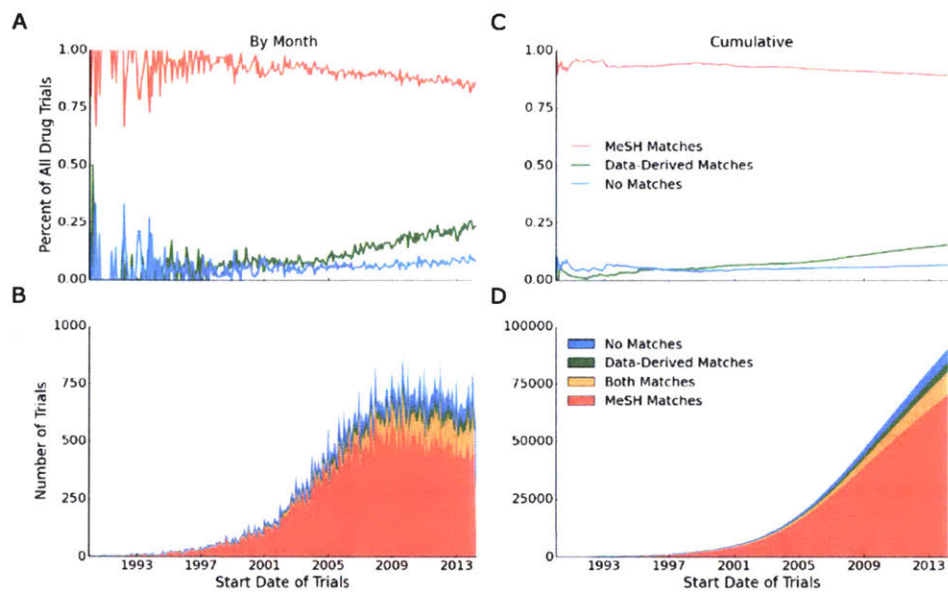 A
By Month
1.00
0.75
0.50
0.25
0.00
Percent of All Drug Trials
C
Cumulative
1.00
0.75
0.50
0.25
0.00
MeSH Matches
Data-Derived Matches
No Matches
B
1000
750
500
250
0
Number of Trials
1993
1997
2001
2005
2009
2013
Start Date of Trials
D
100000
75000
50000
25000
0
No Matches
Data-Derived Matches
Both Matches
MeSH Matches
1993
1997
2001
2005
2009
2013
Start Date of Trials